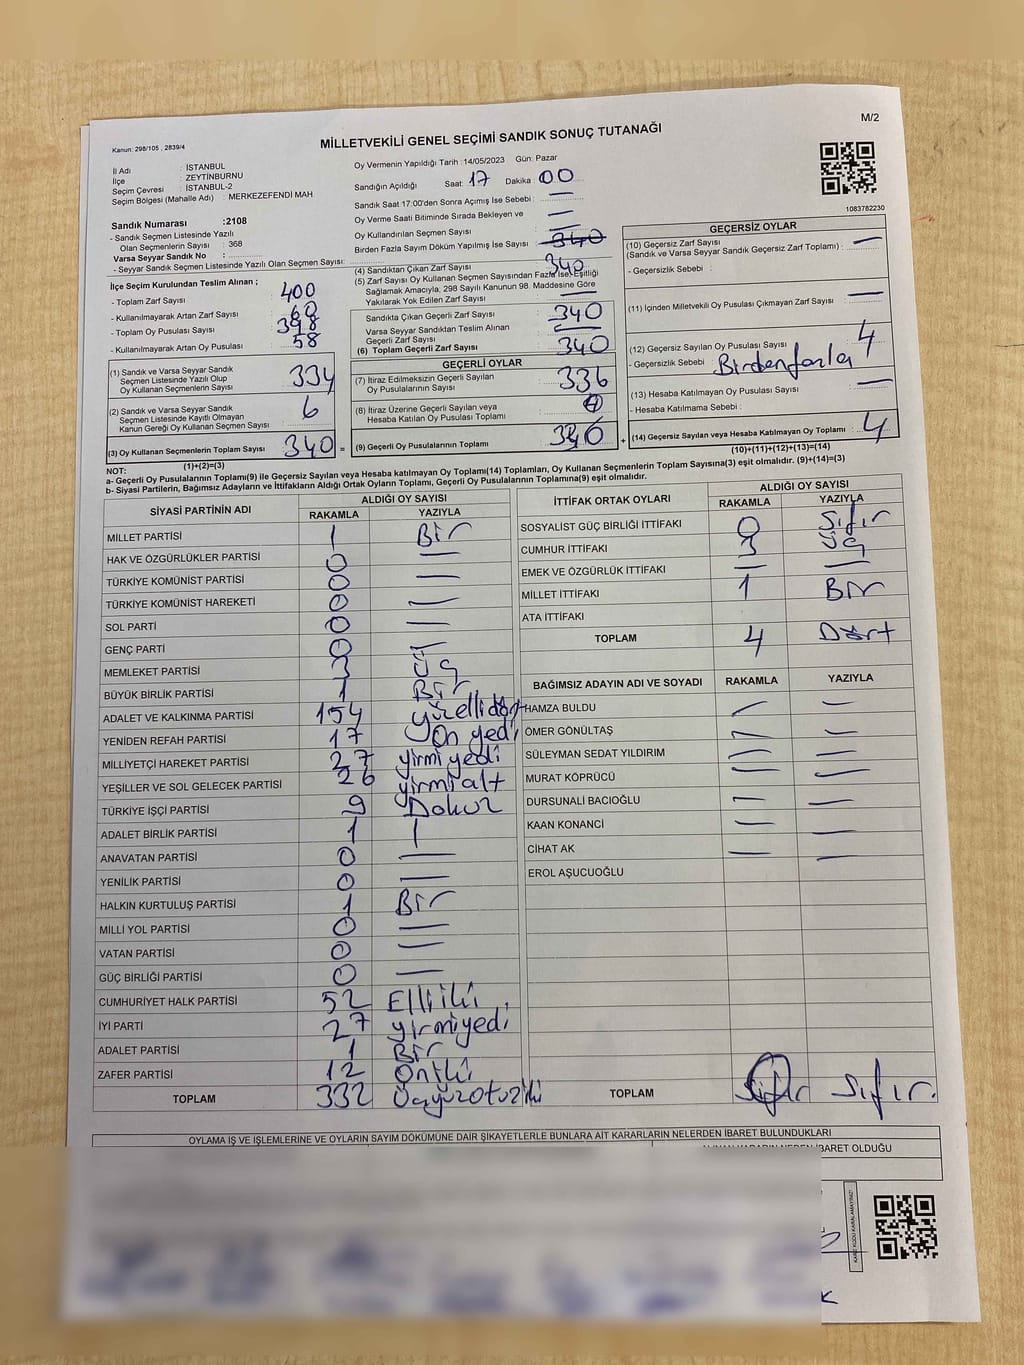 M/2
Kanun: 298/105 , 2839/4
MİLLETVEKİLİ GENEL SEÇİMİ SANDIK SONUÇ TUTANAĞI
İl Adı : İSTANBUL
İlçe : ZEYTİNBURNU
Seçim Çevresi : İSTANBUL-2
Seçim Bölgesi (Mahalle Adı) : MERKEZEFENDİ MAH
Sandık Numarası :2108
- Sandık Seçmen Listesinde Yazılı
Olan Seçmenlerin Sayısı : 368
Varsa Seyyar Sandık No :
- Seyyar Sandık Seçmen Listesinde Yazılı Olan Seçmen Sayısı:
İlçe Seçim Kurulundan Teslim Alınan ;
- Toplam Zarf Sayısı 400
- Kullanılmayarak Artan Zarf Sayısı : 60
- Toplam Oy Pusulası Sayısı 398
- Kullanılmayarak Artan Oy Pusulası 58
(1) Sandık ve Varsa Seyyar Sandık
Seçmen Listesinde Yazılı Olup
Oy Kullanan Seçmenlerin Sayısı 334
(2) Sandık ve Varsa Seyyar Sandık
Seçmen Listesinde Kayıtlı Olmayan
Kanun Gereği Oy Kullanan Seçmen Sayısı : 6
(3) Oy Kullanan Seçmenlerin Toplam Sayısı : 340 =
(1)+(2)=(3)
Oy Vermenin Yapıldığı Tarih :14/05/2023 Gün: Pazar
Sandığın Açıldığı Saat: 17 Dakika : 00
Sandık Saat 17.00'den Sonra Açımış İse Sebebi : —
Oy Verme Saati Bitiminde Sırada Bekleyen ve
Oy Kullandırılan Seçmen Sayısı : —
Birden Fazla Sayım Döküm Yapılmış İse Sayısı : 340
(4) Sandıktan Çıkan Zarf Sayısı : 340
(5) Zarf Sayısı Oy Kullanan Seçmen Sayısından Fazla İse, Eşitliği
Sağlamak Amacıyla, 298 Sayılı Kanunun 98. Maddesine Göre
Yakılarak Yok Edilen Zarf Sayısı : —
Sandıkta Çıkan Geçerli Zarf Sayısı : 340
Varsa Seyyar Sandıktan Teslim Alınan
Geçerli Zarf Sayısı : —
(6) Toplam Geçerli Zarf Sayısı : 340
GEÇERLİ OYLAR
(7) İtiraz Edilmeksizin Geçerli Sayılan
Oy Pusulalarının Sayısı : 336
(8) İtiraz Üzerine Geçerli Sayılan veya
Hesaba Katılan Oy Pusulası Toplamı :
(9) Geçerli Oy Pusulalarının Toplamı +
1083782230
GEÇERSİZ OYLAR
(10) Geçersiz Zarf Sayısı —
(Sandık ve Varsa Seyyar Sandık Geçersiz Zarf Toplamı) :
- Geçersizlik Sebebi :
(11) İçinden Milletvekili Oy Pusulası Çıkmayan Zarf Sayısı : —
(12) Geçersiz Sayılan Oy Pusulası Sayısı : 4
- Geçersizlik Sebebi : Birdenfazla
(13) Hesaba Katılmayan Oy Pusulası Sayısı : —
- Hesaba Katılmama Sebebi :
(14) Geçersiz Sayılan veya Hesaba Katılmayan Oy Toplamı : 4
(10)+(11)+(12)+(13)=(14)
NOT:
a- Geçerli Oy Pusulalarının Toplamı(9) ile Geçersiz Sayılan veya Hesaba katılmayan Oy Toplamı(14) Toplamları, Oy Kullanan Seçmenlerin Toplam Sayısına(3) eşit olmalıdır. (9)+(14)=(3)
b- Siyasi Partilerin, Bağımsız Adayların ve İttifakların Aldığı Ortak Oyların Toplamı, Geçerli Oy Pusulalarının Toplamına(9) eşit olmalıdır.
SİYASİ PARTİNİN ADI
ALDIĞI OY SAYISI
RAKAMLA YAZIYLA
MİLLET PARTİSİ 1 Bir
HAK VE ÖZGÜRLÜKLER PARTİSİ 0 —
TÜRKİYE KOMÜNİST PARTİSİ 0 —
TÜRKİYE KOMÜNİST HAREKETİ 0 —
SOL PARTİ 0 —
GENÇ PARTİ 0 —
MEMLEKET PARTİSİ 3 Üç
BÜYÜK BİRLİK PARTİSİ 1 Bir
ADALET VE KALKINMA PARTİSİ 154 yüzellidört
YENİDEN REFAH PARTİSİ 17 On yedi
MİLLİYETÇİ HAREKET PARTİSİ 27 yirmi yedi
YEŞİLLER VE SOL GELECEK PARTİSİ 26 yirmi alt
TÜRKİYE İŞÇİ PARTİSİ 9 Dokuz
ADALET BİRLİK PARTİSİ 1 1
ANAVATAN PARTİSİ 0 —
YENİLİK PARTİSİ 0 —
HALKIN KURTULUŞ PARTİSİ 1 Bir
MİLLİ YOL PARTİSİ 0 —
VATAN PARTİSİ 0 —
GÜÇ BİRLİĞİ PARTİSİ 0 —
CUMHURİYET HALK PARTİSİ 52 Elli iki
İYİ PARTİ 27 yirmiyedi
ADALET PARTİSİ 1 Bir
ZAFER PARTİSİ 12 Oniki
TOPLAM 332 Üçyüzotuziki
İTTİFAK ORTAK OYLARI
ALDIĞI OY SAYISI
RAKAMLA YAZIYLA
SOSYALİST GÜÇ BİRLİĞİ İTTİFAKI 0 Sıfır
CUMHUR İTTİFAKI 3 Üç
EMEK VE ÖZGÜRLÜK İTTİFAKI — —
MİLLET İTTİFAKI 1 Bir
ATA İTTİFAKI
TOPLAM 4 Dört
BAĞIMSIZ ADAYIN ADI VE SOYADI RAKAMLA YAZIYLA
HAMZA BULDU — —
ÖMER GÖNÜLTAŞ — —
SÜLEYMAN SEDAT YILDIRIM — —
MURAT KÖPRÜCÜ — —
DURSUNALİ BACIOĞLU — —
KAAN KONANCİ — —
CİHAT AK — —
EROL AŞUCUOĞLU
TOPLAM Sıfır Sıfır.
OYLAMA İŞ VE İŞLEMLERİNE VE OYLARIN SAYIM DÖKÜMÜNE DAİR ŞİKAYETLERLE BUNLARA AİT KARARLARIN NELERDEN İBARET BULUNDUKLARI
ALINAN KARARIN NEDEN İBARET OLDUĞU